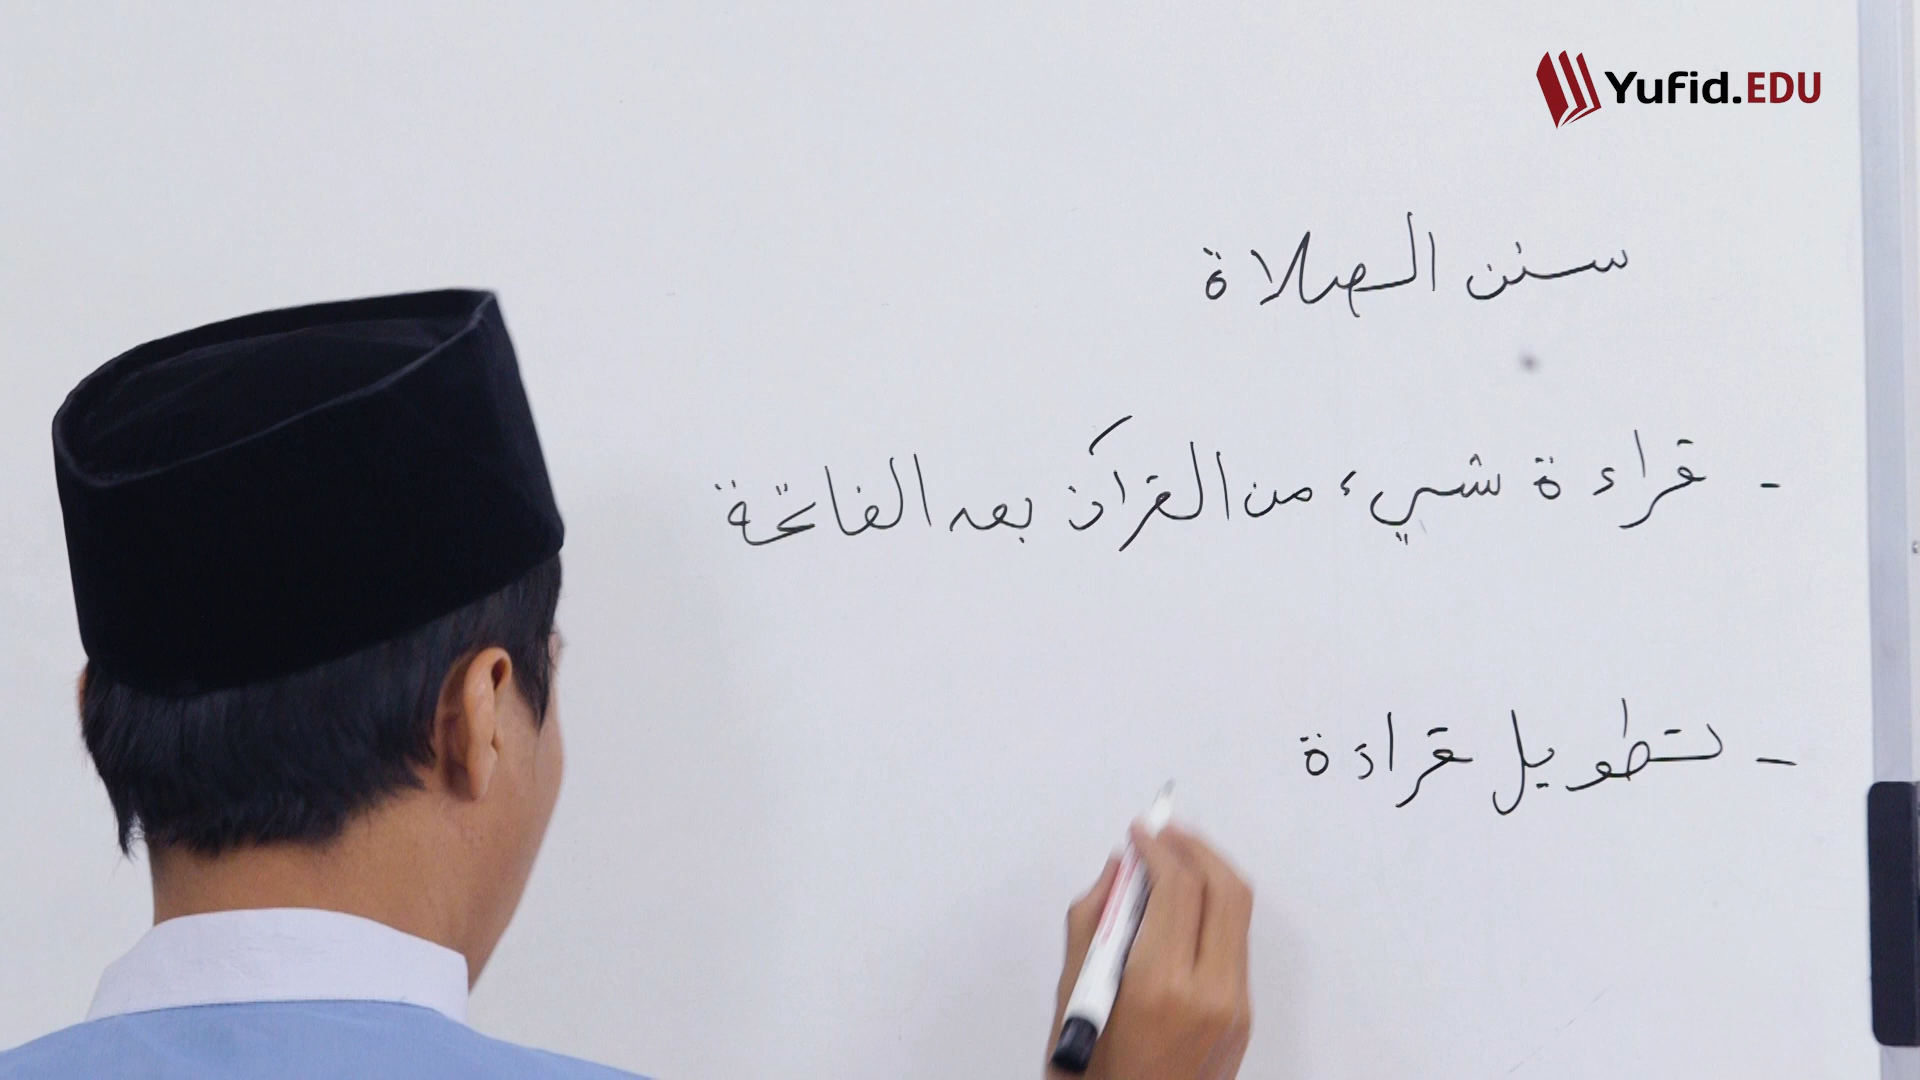 Yufid.EDU
سنن الصلاة
- قراءة شيء من القرآن بعد الفاتحة
- تطويل قراءة